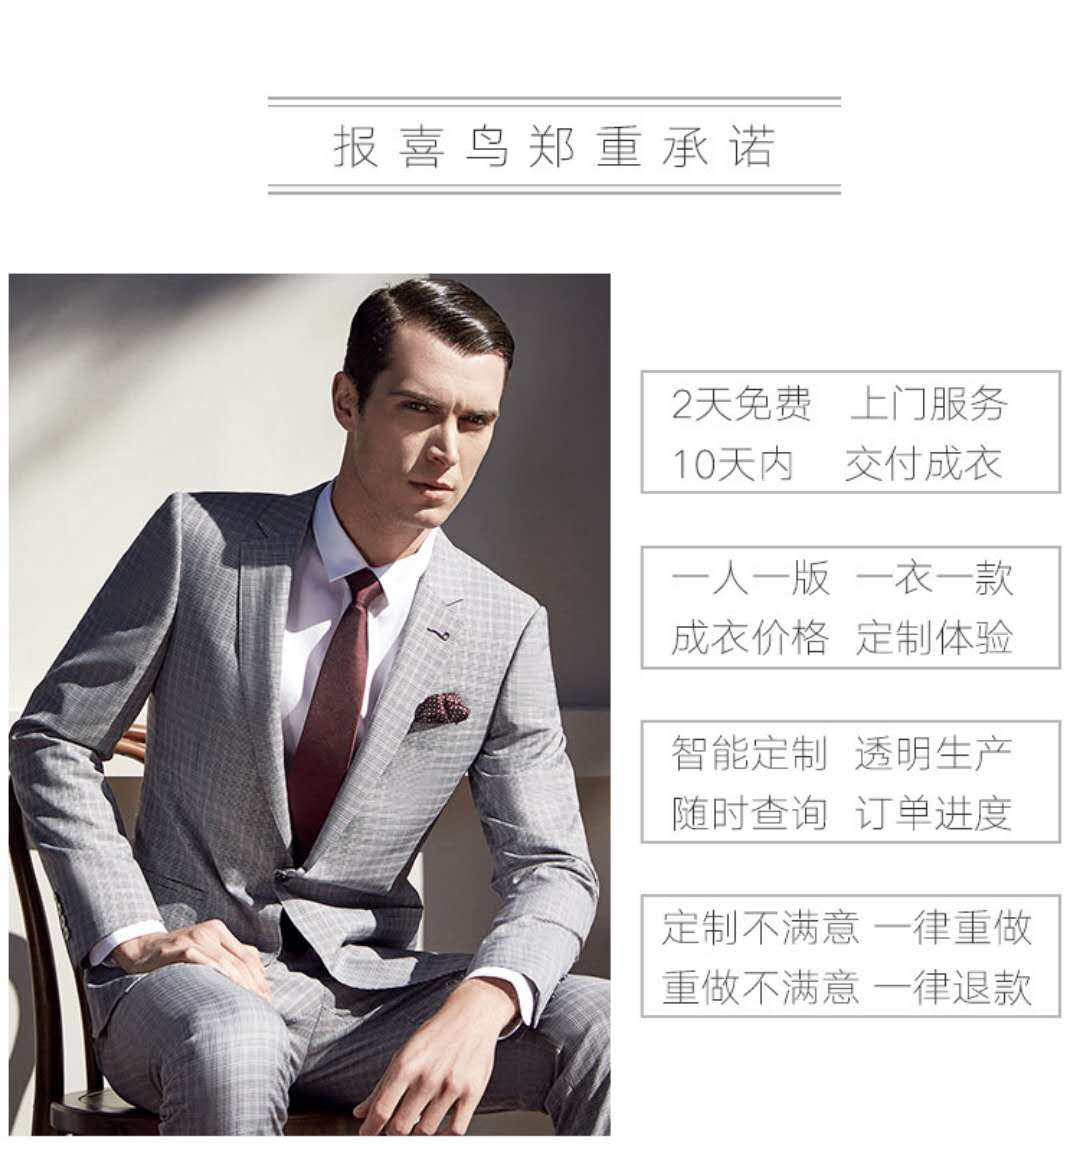 报喜鸟郑重承诺
2天免费 上门服务
10天内 交付成衣
一人一版 一衣一款
成衣价格 定制体验
智能定制 透明生产
随时查询 订单进度
定制不满意 一律重做
重做不满意 一律退款